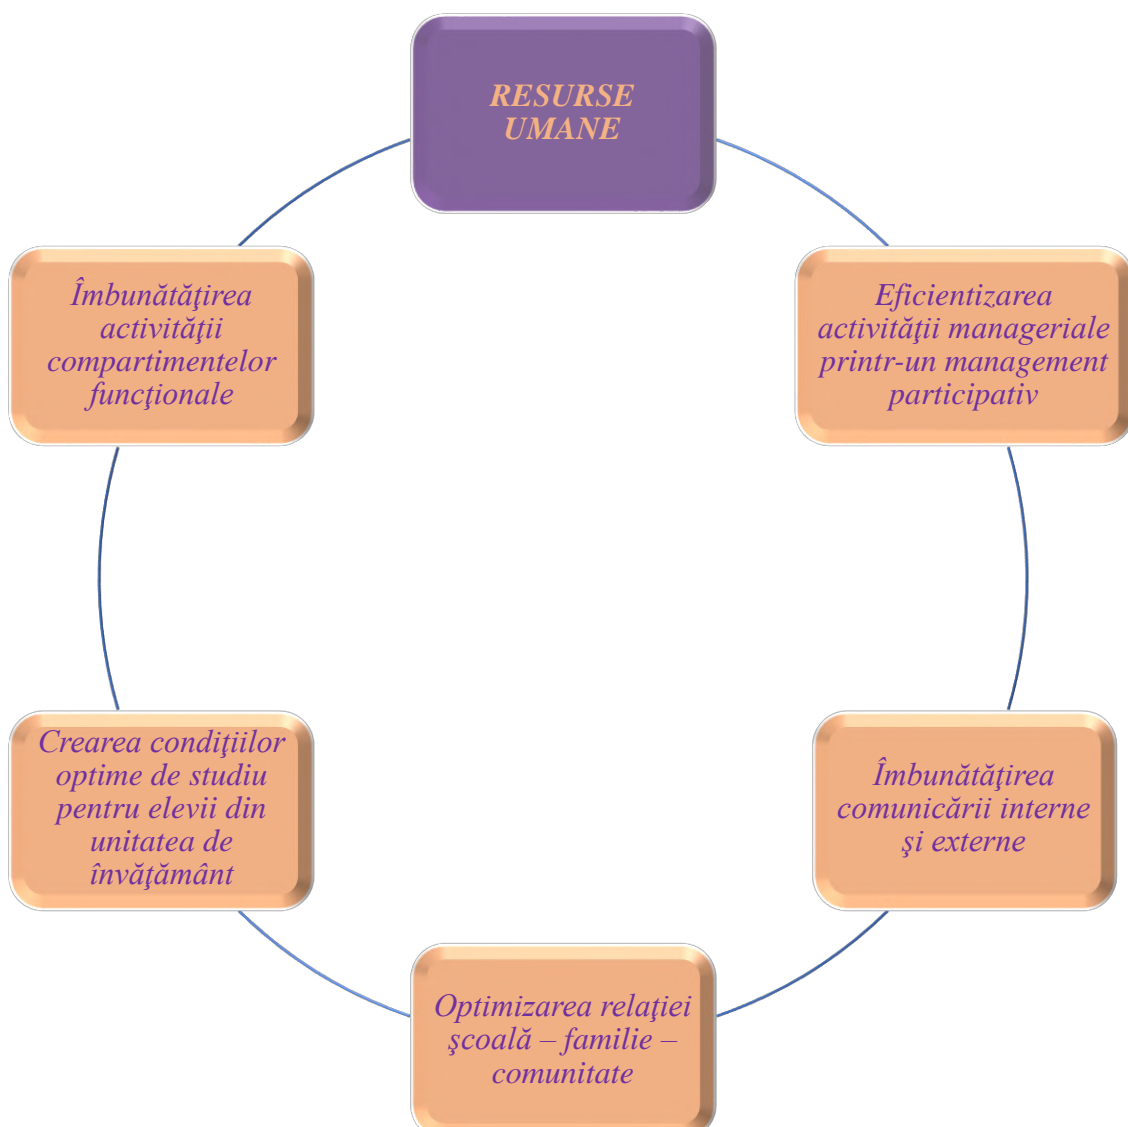 RESURSE
UMANE
Îmbunătăţirea
activităţii
compartimentelor
funcţionale
Eficientizarea
activităţii manageriale
printr-un management
participativ
Crearea condiţiilor
optime de studiu
pentru elevii din
unitatea de
învăţământ
Îmbunătăţirea
comunicării interne
şi externe
Optimizarea relaţiei
şcoală – familie –
comunitate